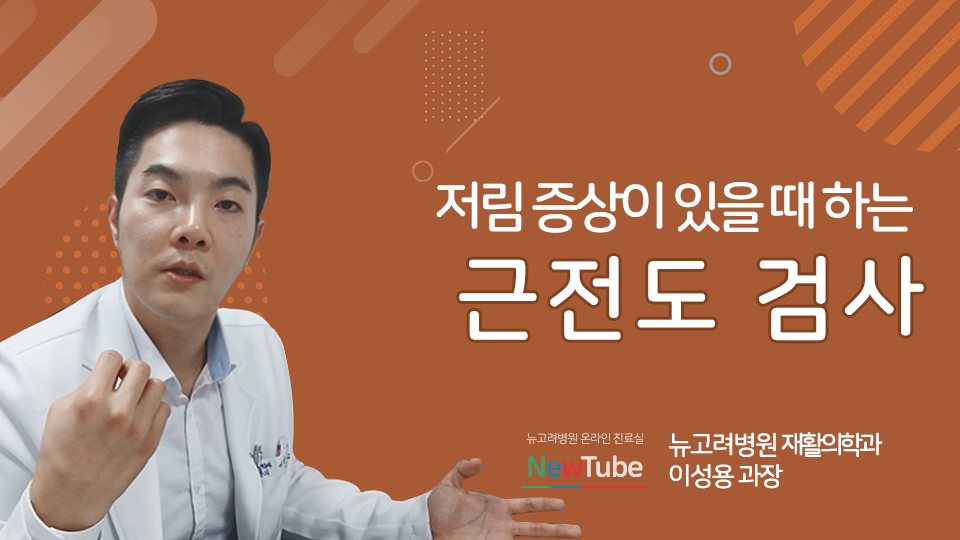 저림 증상이 있을 때 하는
근전도 검사
뉴고려병원 온라인 진료실
NewTube
뉴고려병원 재활의학과
이성용 과장